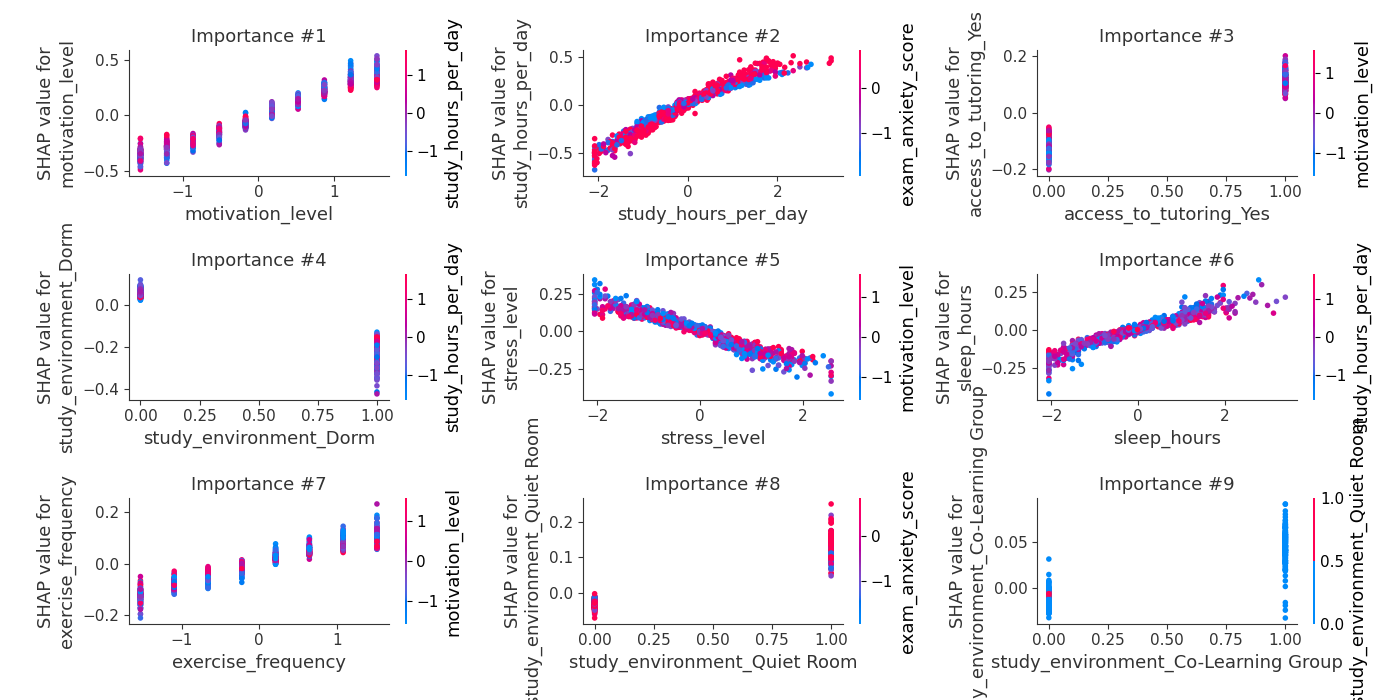 Importance #1
SHAP value for
motivation_level
0.5
0.0
−0.5
−1
0
1
motivation_level
1
0
−1
study_hours_per_day
Importance #2
SHAP value for
study_hours_per_day
0.5
0.0
−0.5
−2
0
2
study_hours_per_day
0
−1
exam_anxiety_score
Importance #3
SHAP value for
access_to_tutoring_Yes
0.2
0.0
−0.2
0.00
0.25
0.50
0.75
1.00
access_to_tutoring_Yes
1
0
−1
motivation_level
Importance #4
SHAP value for
study_environment_Dorm
0.0
−0.2
−0.4
0.00
0.25
0.50
0.75
1.00
study_environment_Dorm
1
0
−1
study_hours_per_day
Importance #5
SHAP value for
stress_level
0.25
0.00
−0.25
−2
0
2
stress_level
1
0
−1
motivation_level
Importance #6
SHAP value for
sleep_hours
0.25
0.00
−0.25
−2
0
2
sleep_hours
1
0
−1
study_hours_per_day
Importance #7
SHAP value for
exercise_frequency
0.2
0.0
−0.2
−1
0
1
exercise_frequency
1
0
−1
motivation_level
Importance #8
SHAP value for
study_environment_Quiet Room
0.2
0.1
0.0
0.00
0.25
0.50
0.75
1.00
study_environment_Quiet Room
0
−1
exam_anxiety_score
Importance #9
SHAP value for
y_environment_Co-Learning Group
0.05
0.00
0.00
0.25
0.50
0.75
1.00
study_environment_Co-Learning Group
1.0
0.5
0.0
study_environment_Quiet Room